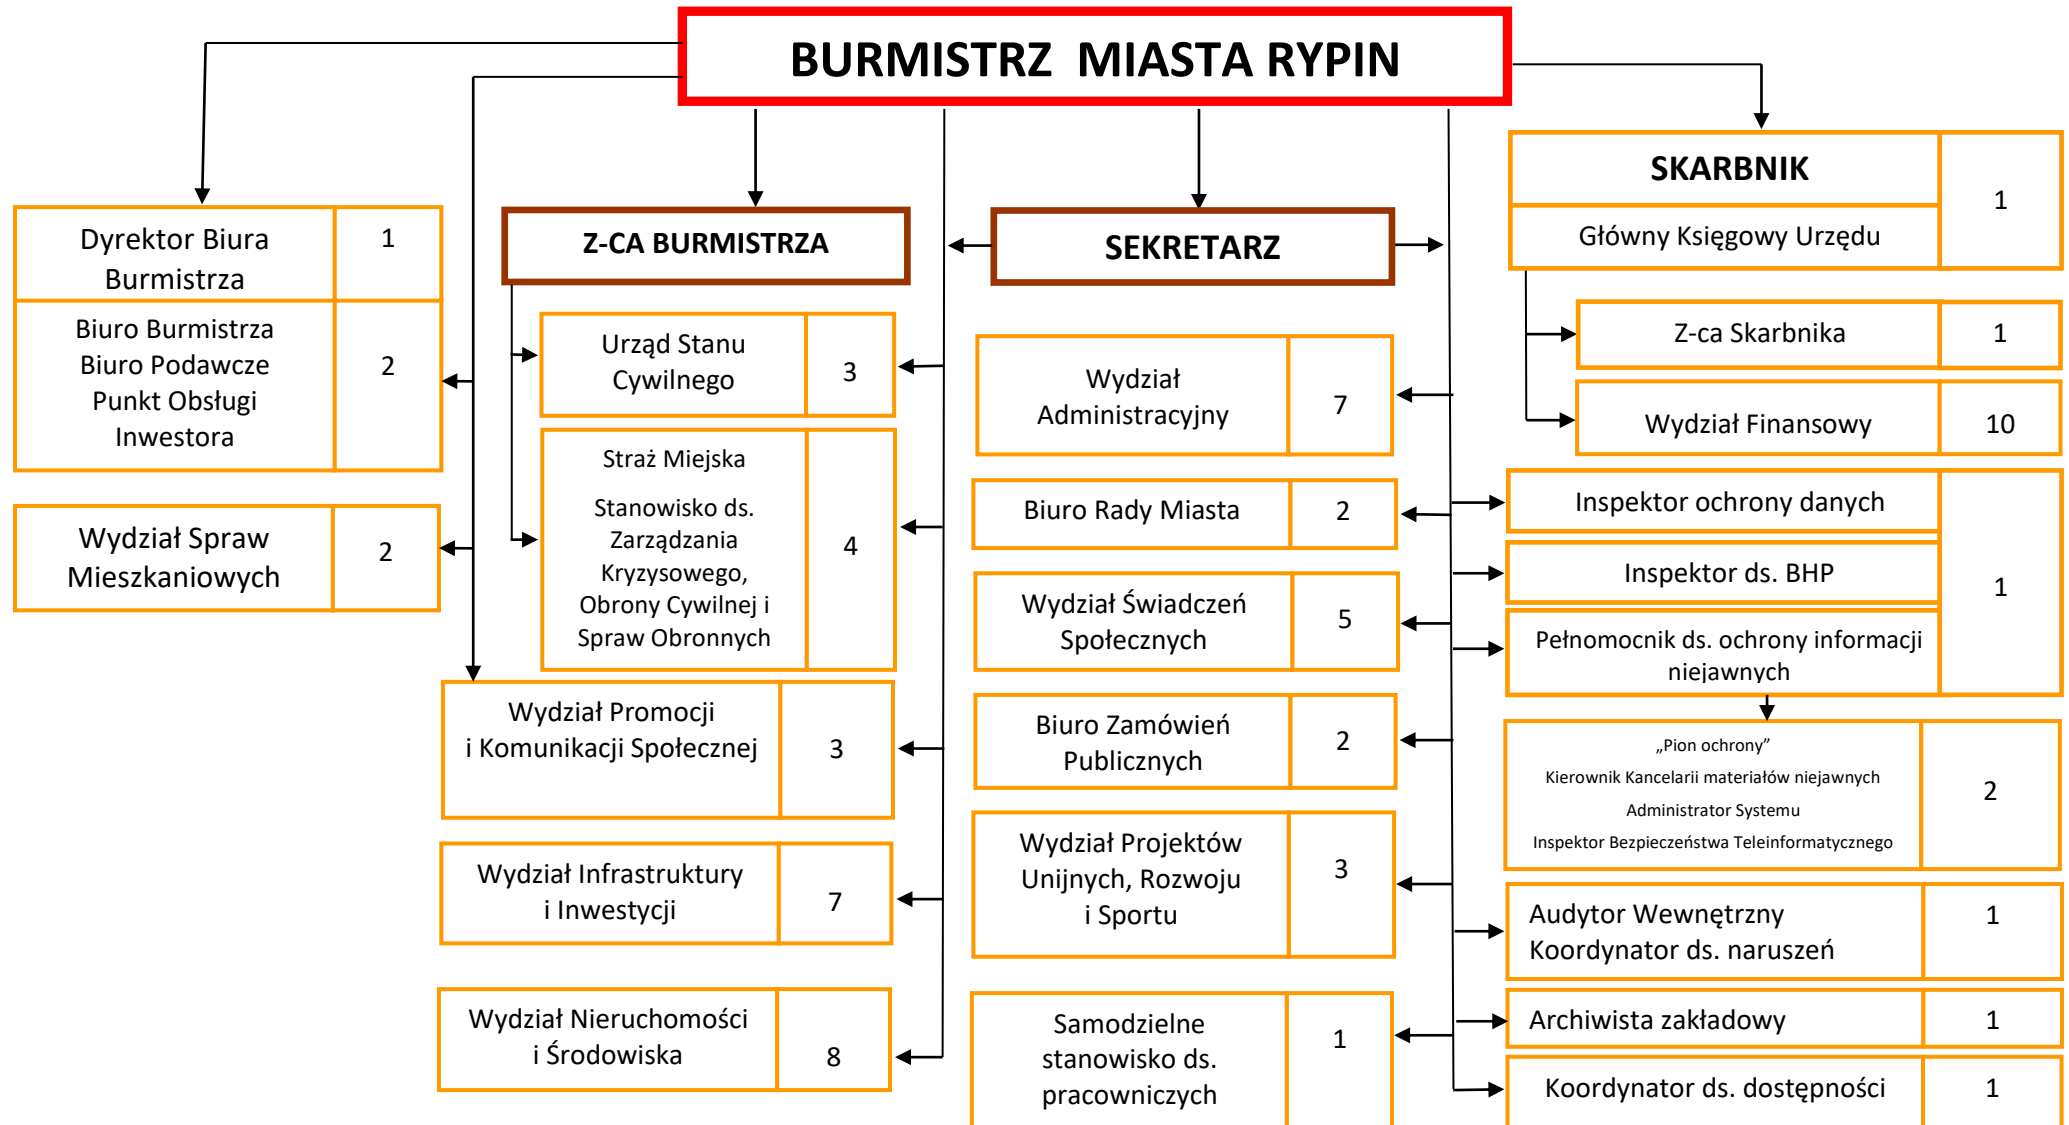 BURMISTRZ MIASTA RYPIN
Dyrektor Biura
Burmistrza
1
Biuro Burmistrza
Biuro Podawcze
Punkt Obsługi
Inwestora
2
Wydział Spraw
Mieszkaniowych
2
Z-CA BURMISTRZA
Urząd Stanu
Cywilnego
3
Straż Miejska
Stanowisko ds.
Zarządzania
Kryzysowego,
Obrony Cywilnej i
Spraw Obronnych
4
Wydział Promocji
i Komunikacji Społecznej
3
Wydział Infrastruktury
i Inwestycji
7
Wydział Nieruchomości
i Środowiska
8
SEKRETARZ
Wydział
Administracyjny
7
Biuro Rady Miasta
2
Wydział Świadczeń
Społecznych
5
Biuro Zamówień
Publicznych
2
Wydział Projektów
Unijnych, Rozwoju
i Sportu
3
Samodzielne
stanowisko ds.
pracowniczych
1
SKARBNIK
Główny Księgowy Urzędu
1
Z-ca Skarbnika
1
Wydział Finansowy
10
Inspektor ochrony danych
Inspektor ds. BHP
Pełnomocnik ds. ochrony informacji
niejawnych
1
„Pion ochrony”
Kierownik Kancelarii materiałów niejawnych
Administrator Systemu
Inspektor Bezpieczeństwa Teleinformatycznego
2
Audytor Wewnętrzny
Koordynator ds. naruszeń
1
Archiwista zakładowy
1
Koordynator ds. dostępności
1